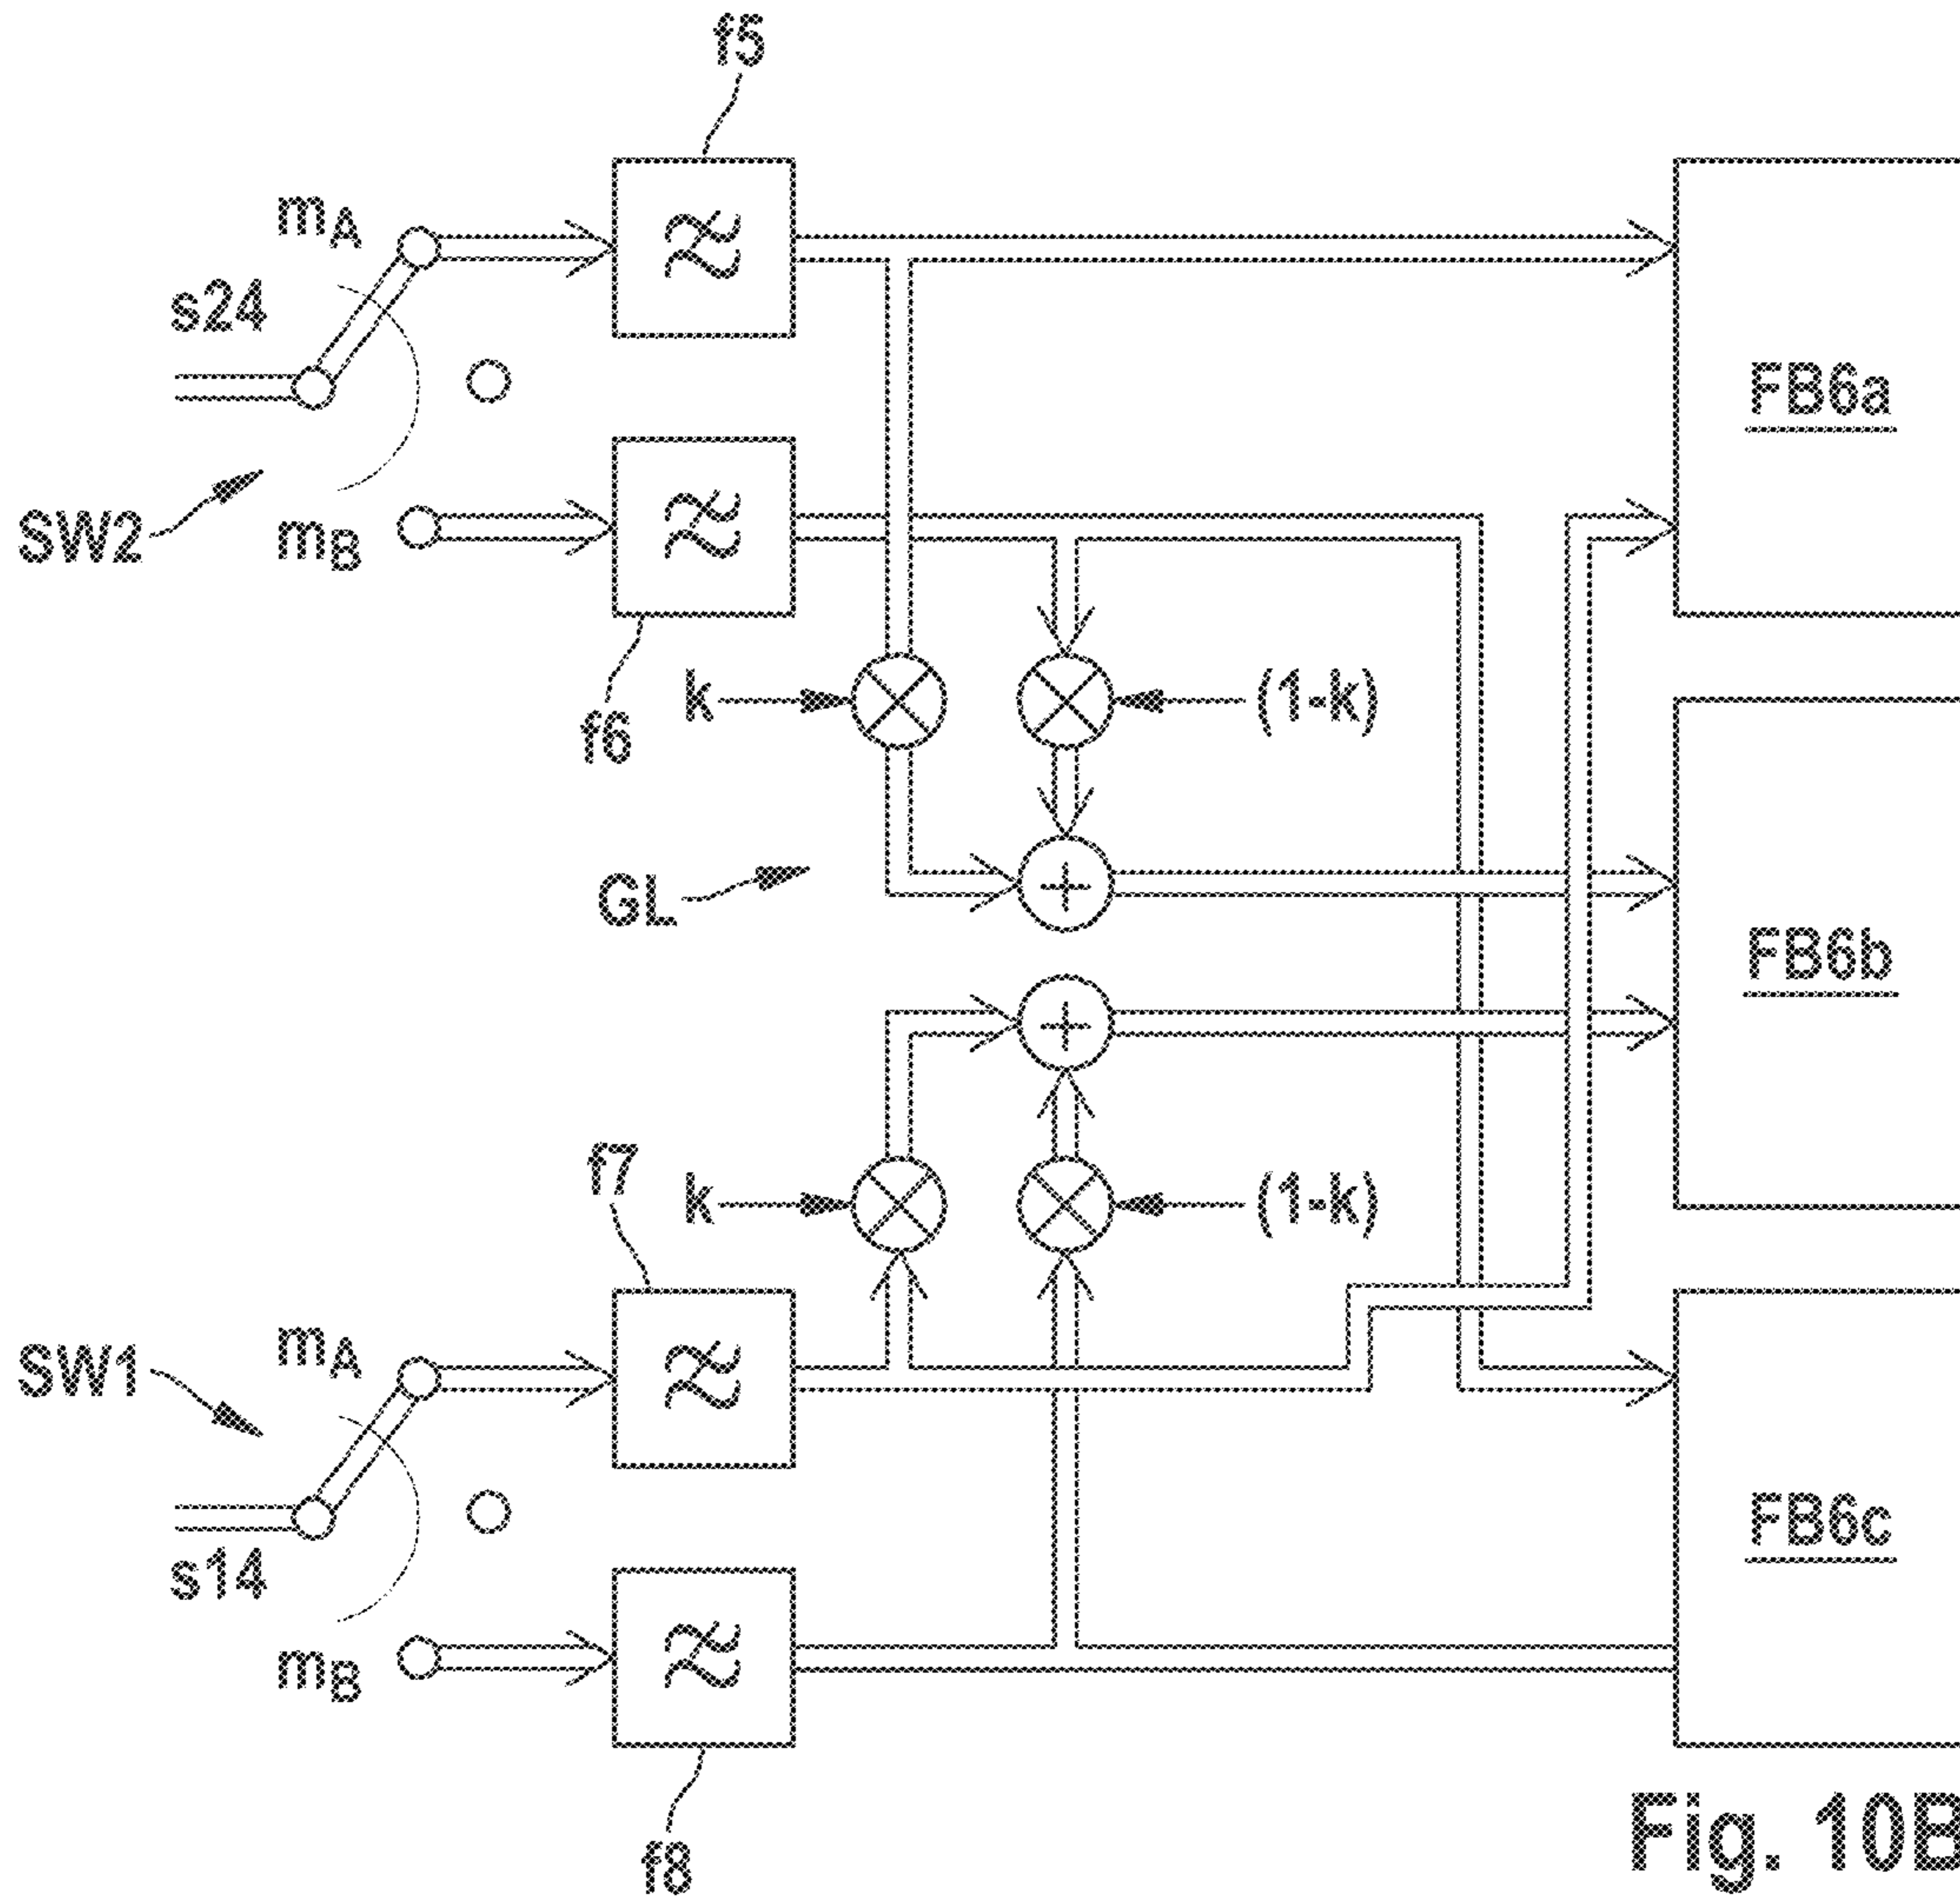 f5
mA
s24
SW2
mB
f6
FB6a
k
(1-k)
GL
FB6b
f7
k
(1-k)
SW1
mA
s14
mB
f8
FB6c
Fig. 10B